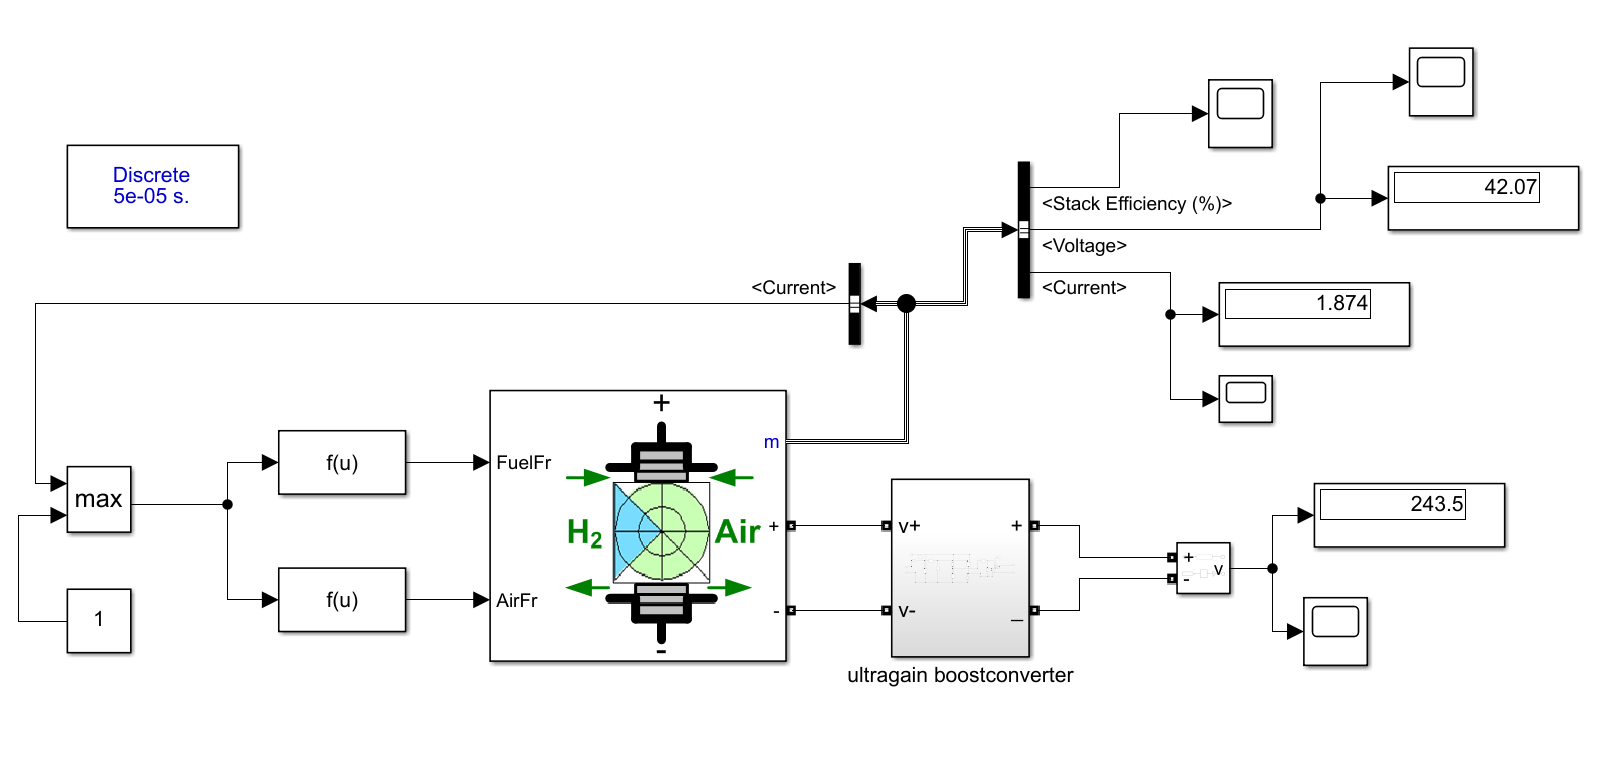 Discrete
5e-05 s.
<Stack Efficiency (%)>
42.07
<Voltage>
<Current>
<Current>
1.874
+
m
f(u)
FuelFr
max
H2
Air
+
v+
+
243.5
+
-
v
1
f(u)
AirFr
-
v-
_
-
ultragain boostconverter